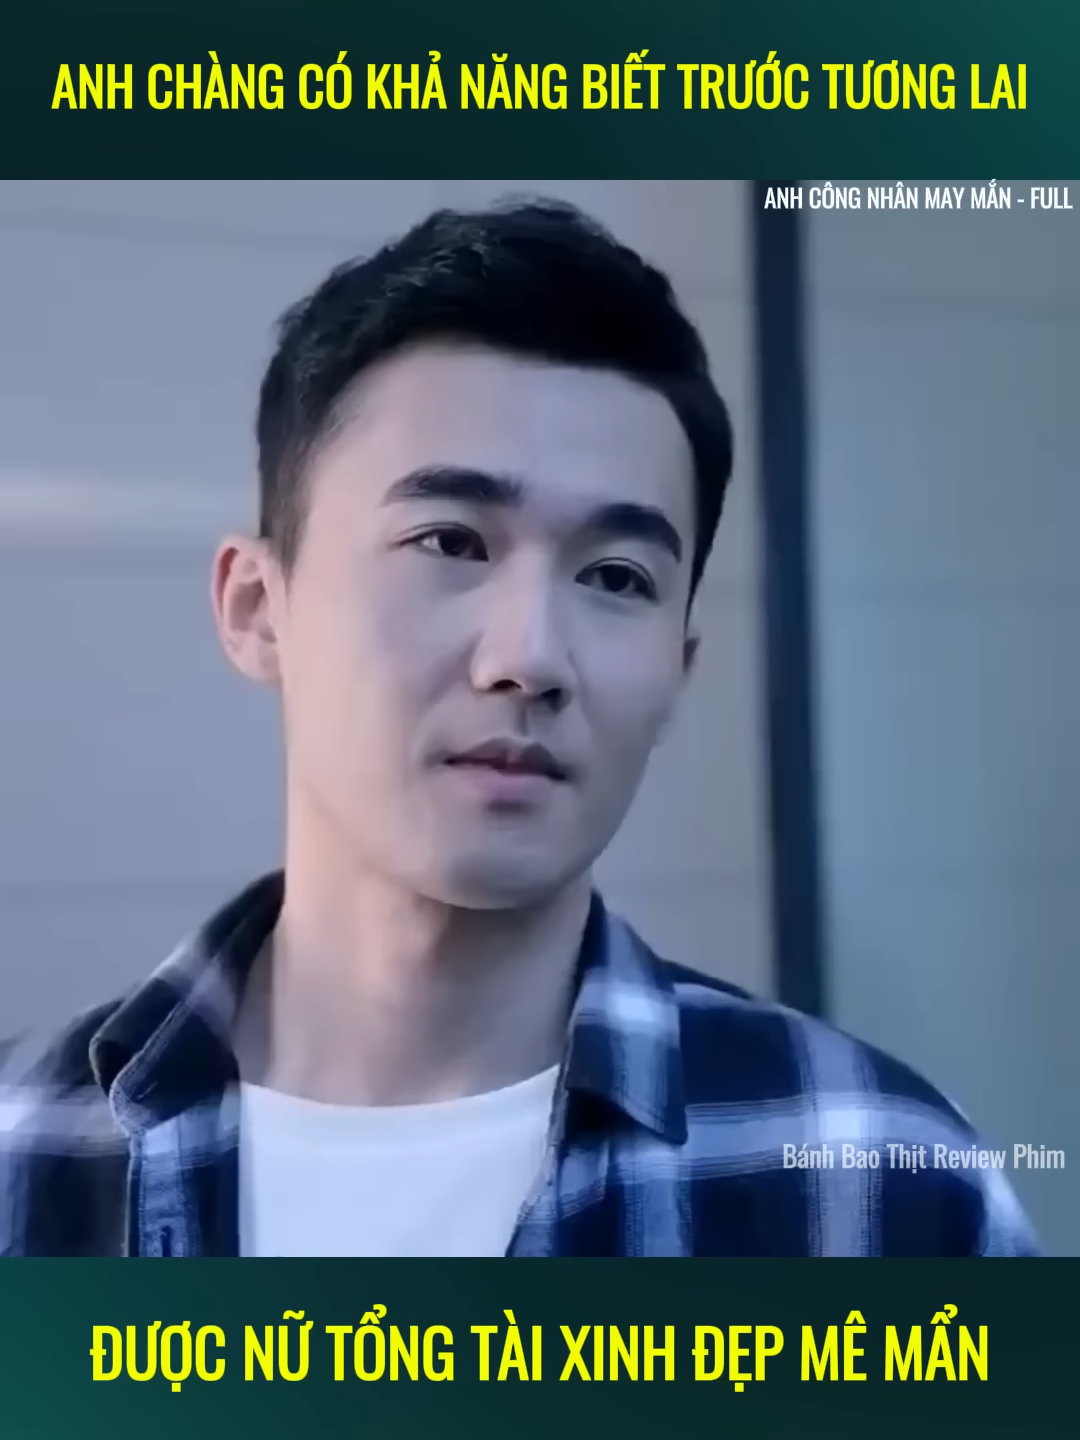 ANH CHÀNG CÓ KHẢ NĂNG BIẾT TRƯỚC TƯƠNG LAI
ANH CÔNG NHÂN MAY MẮN - FULL
Bánh Bao Thịt Review Phim
ĐƯỢC NỮ TỔNG TÀI XINH ĐẸP MÊ MẨN